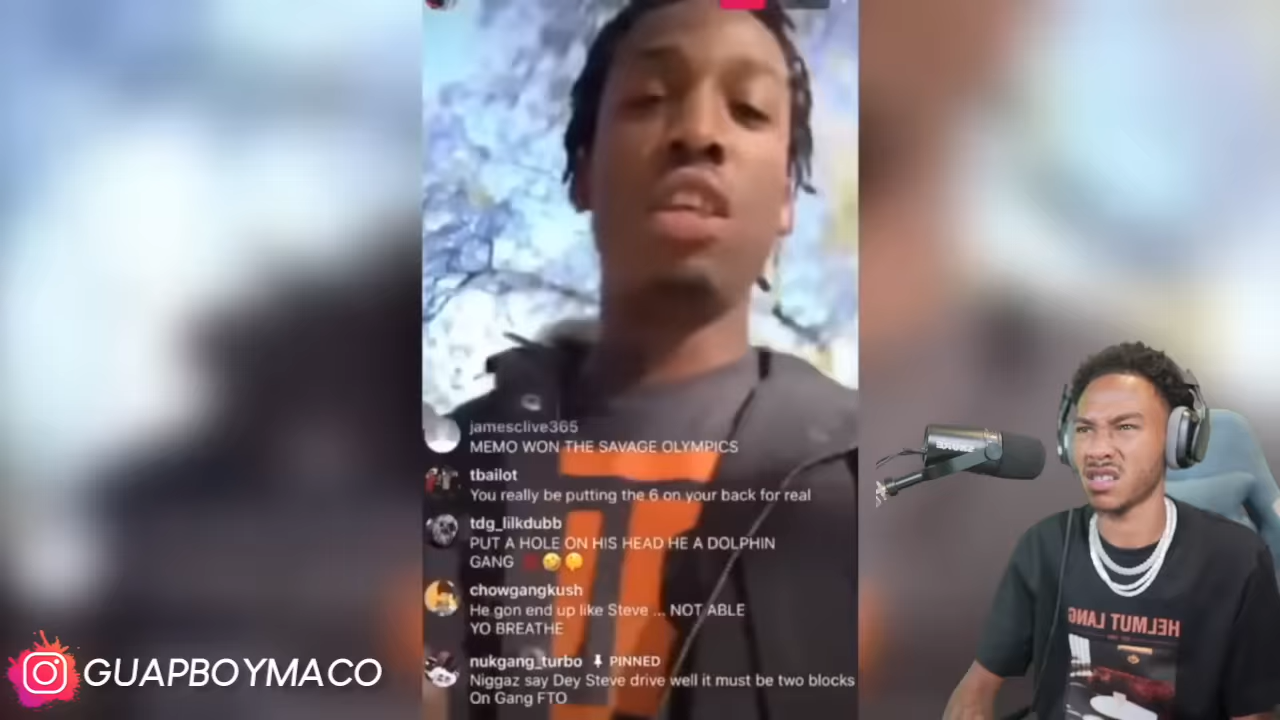 jamesclive365
MEMO WON THE SAVAGE OLYMPICS
tbailot
You really be putting the 6 on your back for real
tdg_lilkdubb
PUT A HOLE ON HIS HEAD HE A DOLPHIN
GANG 💯🤣🫠
chowgangkush
He gon end up like Steve ... NOT ABLE
YO BREATHE
nukgang_turbo 📌 PINNED
Niggaz say Dey Steve drive well it must be two blocks
On Gang FTO
GUAPBOYMACO
SHURE
HELMUT LANG